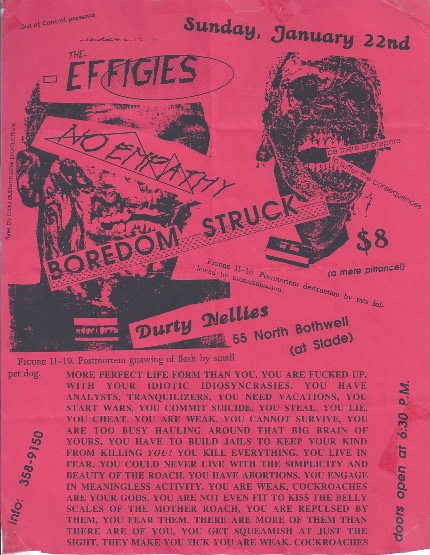 Out of Control presents
Sunday, January 22nd
THE
EFFIGIES
NO EMPATHY
be there or prepare
suffer the consequences
BOREDOM STRUCK
$8
(a mere pittance!)
FIGURE 11-10. Postmortem destruction by this fol-
lowed by mummification.
Durty Nellies
55 North Bothwell
(at Slade)
FIGURE 11-19. Postmortem gnawing of flesh by small
pet dog.
MORE PERFECT LIFE FORM THAN YOU. YOU ARE FUCKED UP,
WITH YOUR IDIOTIC IDIOSYNCRASIES. YOU HAVE
ANALYSTS, TRANQUILIZERS, YOU NEED VACATIONS, YOU
START WARS. YOU COMMIT SUICIDE, YOU STEAL. YOU LIE,
YOU CHEAT. YOU ARE WEAK. YOU CANNOT SURVIVE, YOU
ARE TOO BUSY HAULING AROUND THAT BIG BRAIN OF
YOURS, YOU HAVE TO BUILD JAILS TO KEEP YOUR KIND
FROM KILLING YOU! YOU KILL EVERYTHING. YOU LIVE IN
FEAR. YOU COULD NEVER LIVE WITH THE SIMPLICITY AND
BEAUTY OF THE ROACH. YOU HAVE ABORTIONS. YOU ENGAGE
IN MEANINGLESS ACTIVITY. YOU ARE WEAK. COCKROACHES
ARE YOUR GODS. YOU ARE NOT EVEN FIT TO KISS THE BELLY
SCALES OF THE MOTHER ROACH, YOU ARE REPULSED BY
THEM, YOU FEAR THEM. THERE ARE MORE OF THEM THAN
THERE ARE OF YOU, YOU GET SQUEAMISH AT JUST THE
SIGHT, THEY MAKE YOU SICK YOU ARE WEAK. COCKROACHES
info: 358-9150
doors open at 6:30 P.M.